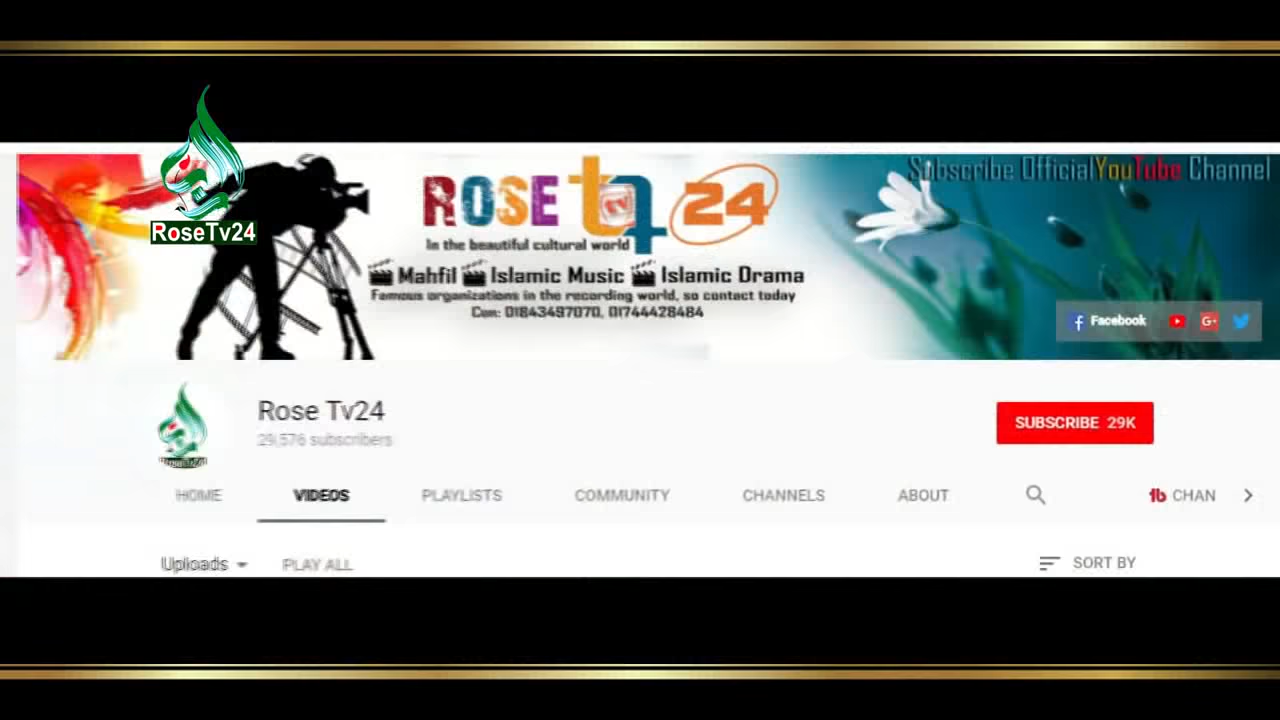 Subscribe OfficialYouTube Channel
ROSE tv 24
RoseTv24
In the beautiful cultural world
Mahfil Islamic Music Islamic Drama
Famous organizations in the recording world, so contact today
Con: 01843497070, 01744428484
Facebook
G+
Rose Tv24
29,576 subscribers
SUBSCRIBE 29K
RoseTv24
HOME VIDEOS PLAYLISTS COMMUNITY CHANNELS ABOUT CHAN
Uploads PLAY ALL SORT BY